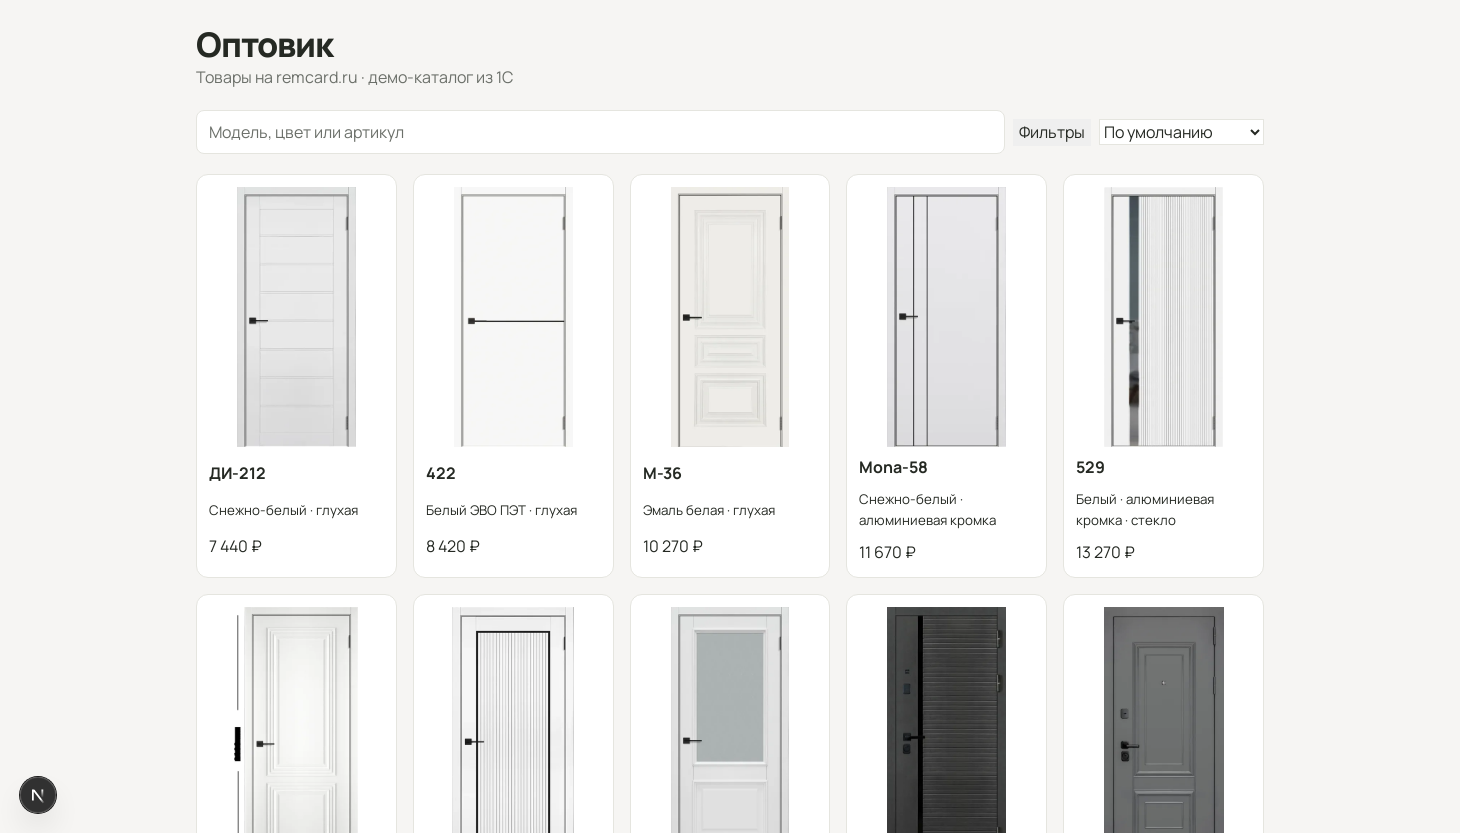 Оптовик
Товары на remcard.ru · демо-каталог из 1С
Модель, цвет или артикул
Фильтры
По умолчанию
ДИ-212
Снежно-белый · глухая
7 440 ₽
422
Белый ЭВО ПЭТ · глухая
8 420 ₽
М-36
Эмаль белая · глухая
10 270 ₽
Mona-58
Снежно-белый ·
алюминиевая кромка
11 670 ₽
529
Белый · алюминиевая
кромка · стекло
13 270 ₽
N